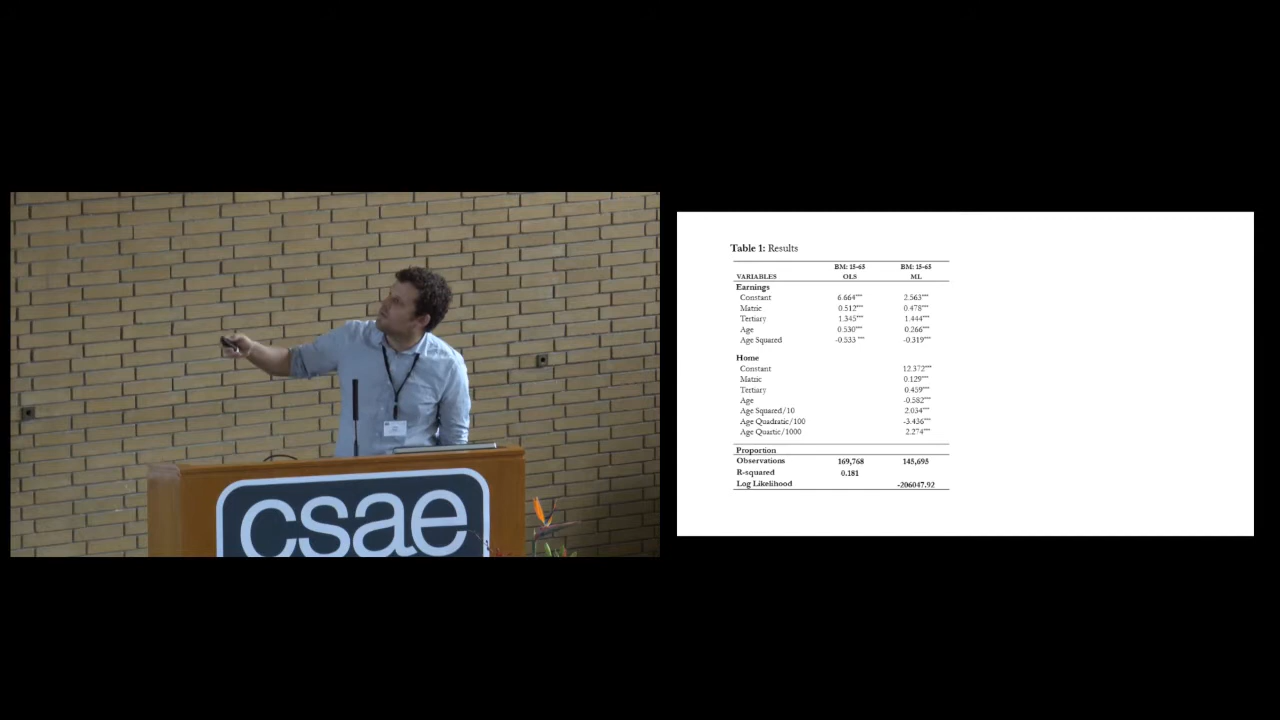 csae
Table 1: Results
BM: 15-65 BM: 15-65
VARIABLES OLS ML
Earnings
Constant 6.664*** 2.563***
Matric 0.512*** 0.478***
Tertiary 1.345*** 1.444***
Age 0.530*** 0.266***
Age Squared -0.533 *** -0.319***
Home
Constant 12.372***
Matric 0.129***
Tertiary 0.459***
Age -0.582***
Age Squared/10 2.034***
Age Quadratic/100 -3.436***
Age Quartic/1000 2.274***
Proportion
Observations 169,768 145,693
R-squared 0.181
Log Likelihood -206047.92